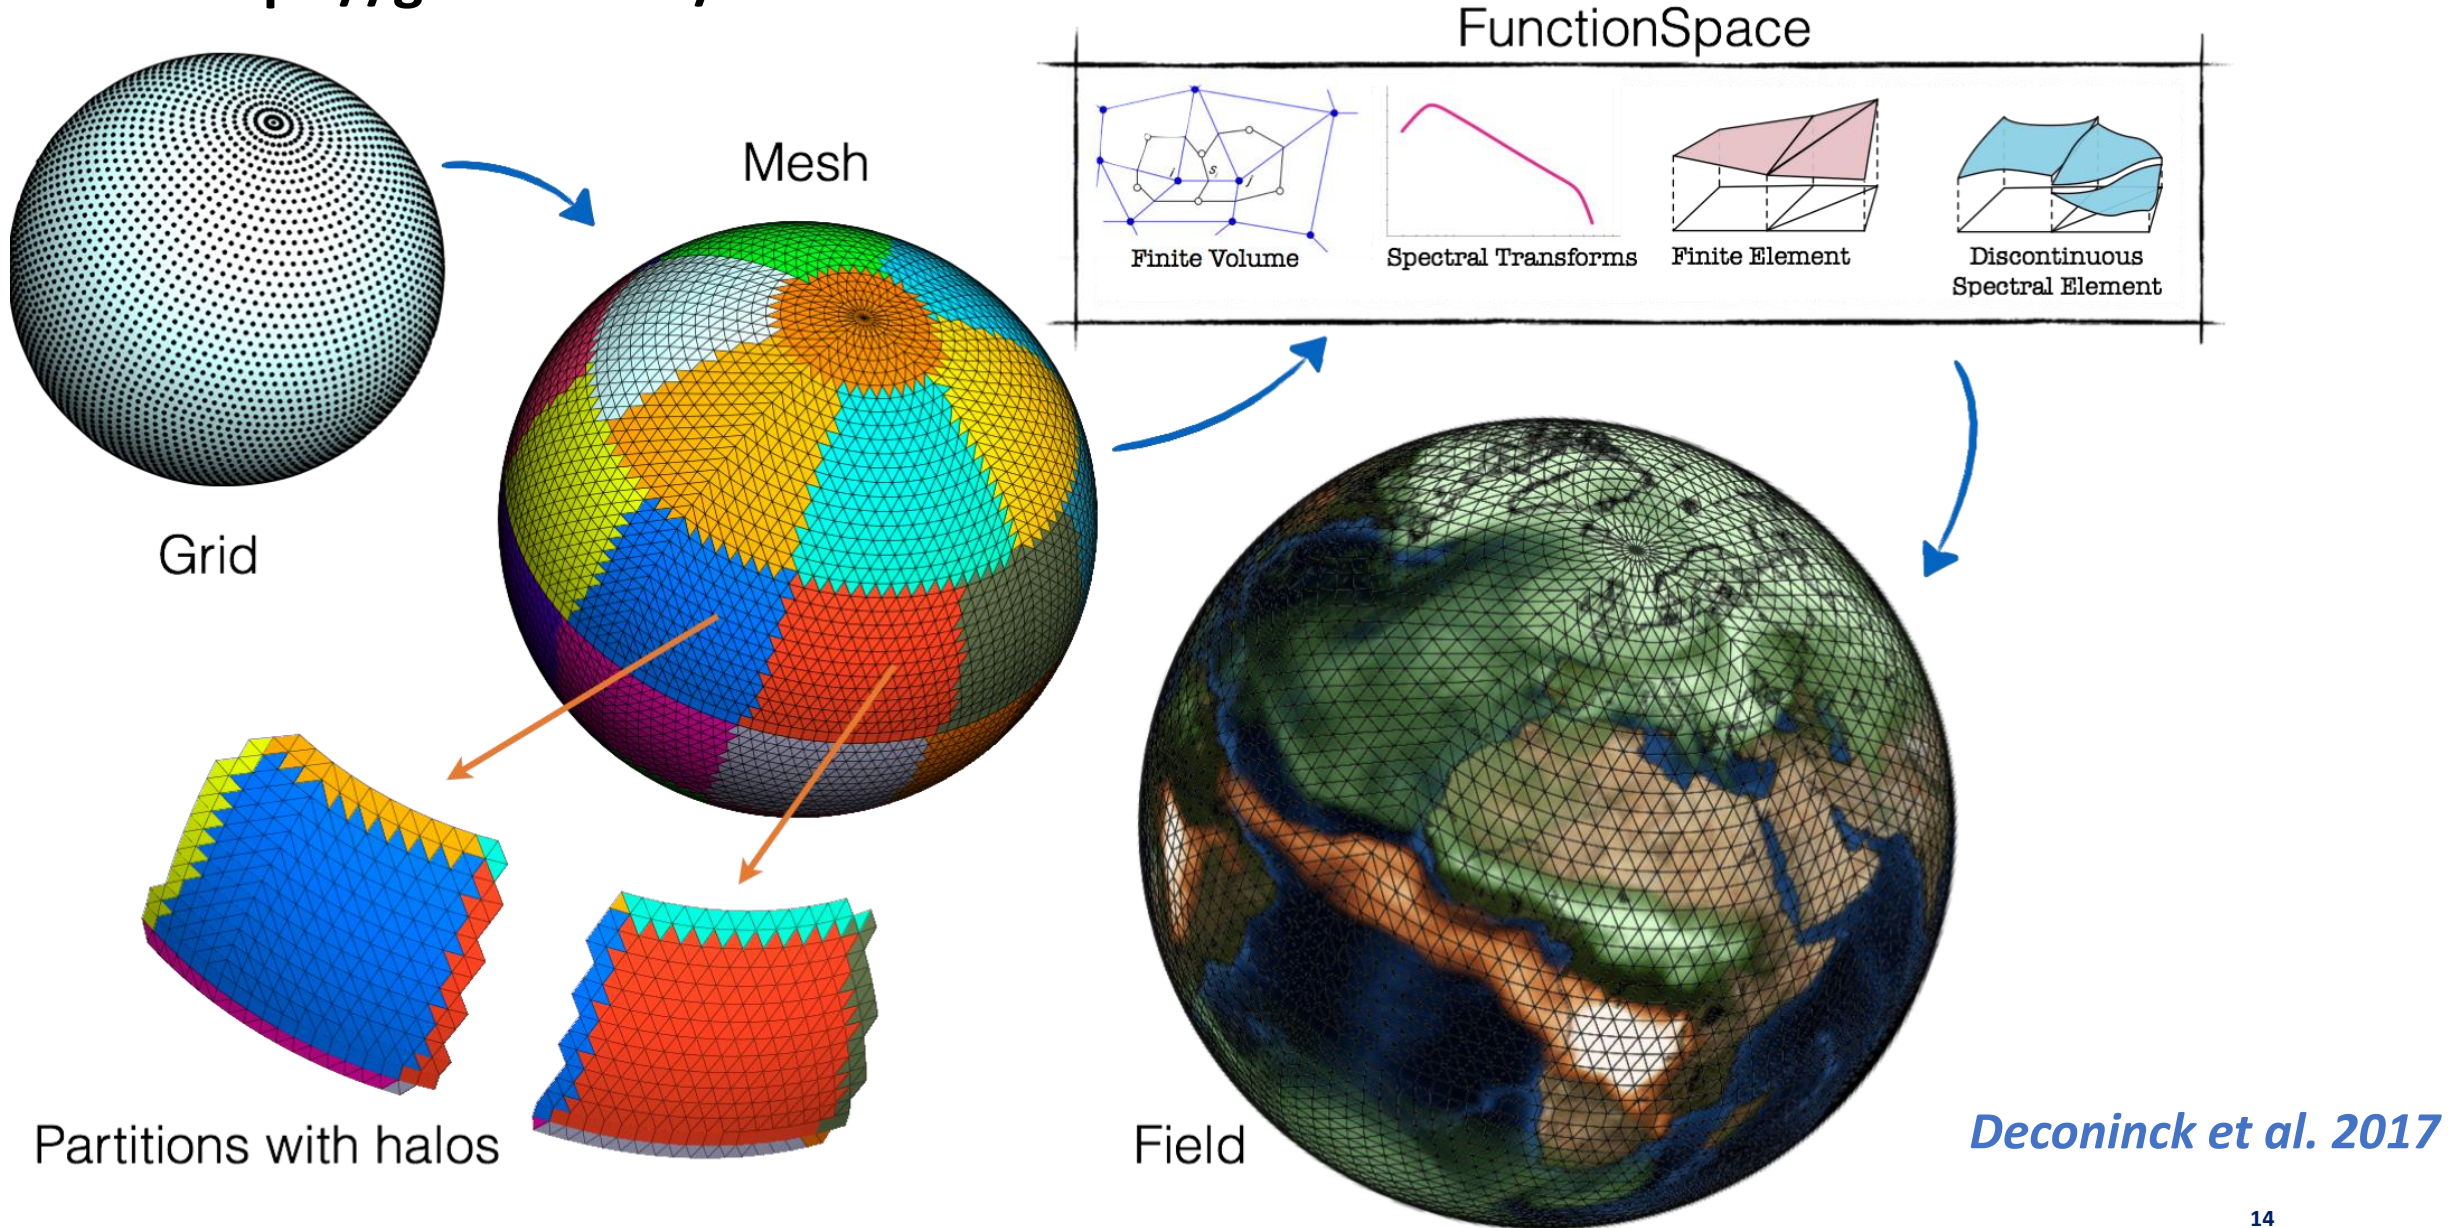 FunctionSpace
Mesh
i
s
j
Finite Volume
Spectral Transforms
Finite Element
Discontinuous
Spectral Element
Grid
Partitions with halos
Field
Deconinck et al. 2017
14